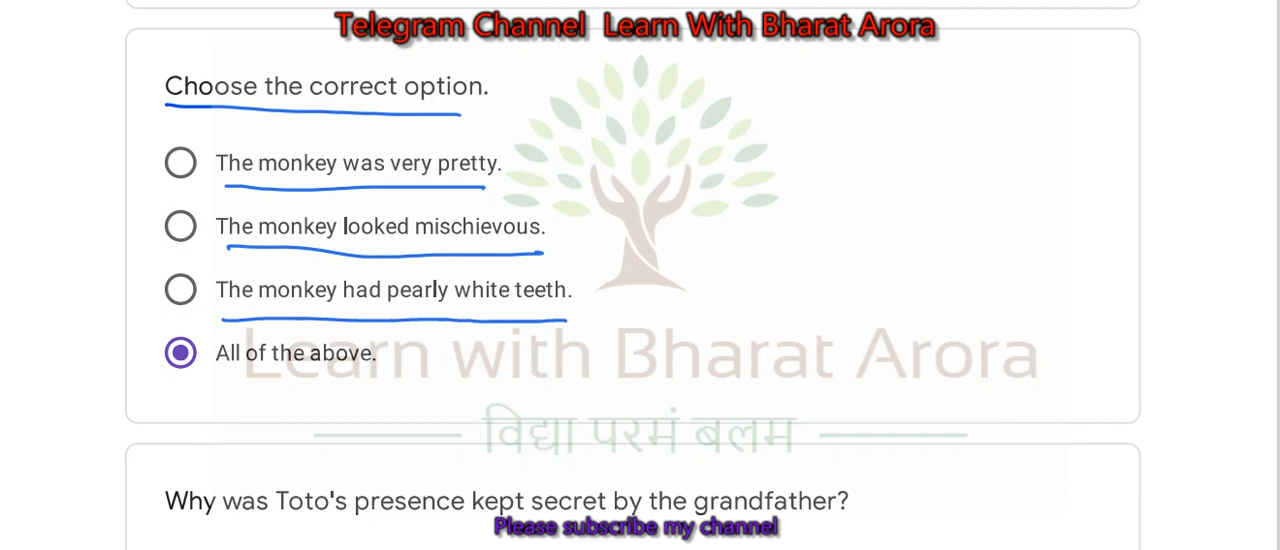 Telegram Channel Learn With Bharat Arora
Choose the correct option.
The monkey was very pretty.
The monkey looked mischievous.
The monkey had pearly white teeth.
All of the above.
Learn with Bharat Arora
विद्या परमं बलम
Why was Toto's presence kept secret by the grandfather?
Please subscribe my channel